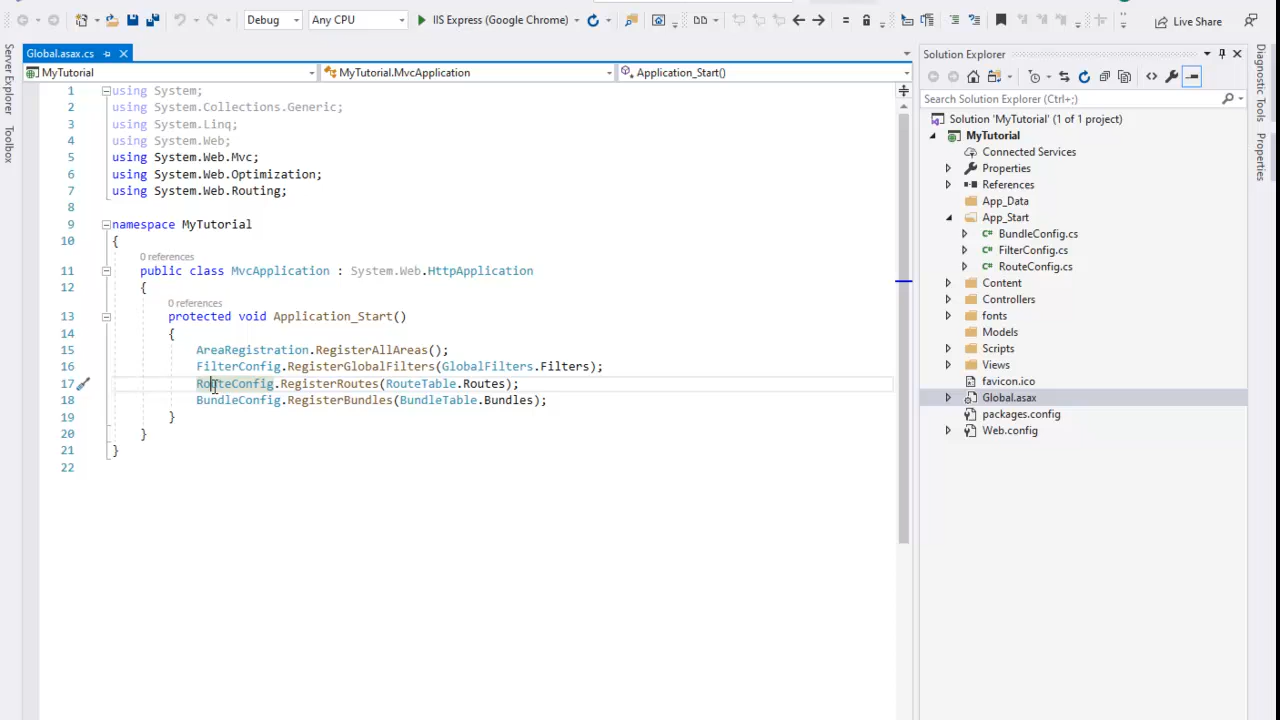 Debug
Any CPU
IIS Express (Google Chrome)
Live Share
Server Explorer
Toolbox
Global.asax.cs
MyTutorial
MyTutorial.MvcApplication
Application_Start()
1 using System;
2 using System.Collections.Generic;
3 using System.Linq;
4 using System.Web;
5 using System.Web.Mvc;
6 using System.Web.Optimization;
7 using System.Web.Routing;
8
9 namespace MyTutorial
10 {
0 references
11 public class MvcApplication : System.Web.HttpApplication
12 {
0 references
13 protected void Application_Start()
14 {
15 AreaRegistration.RegisterAllAreas();
16 FilterConfig.RegisterGlobalFilters(GlobalFilters.Filters);
17 RouteConfig.RegisterRoutes(RouteTable.Routes);
18 BundleConfig.RegisterBundles(BundleTable.Bundles);
19 }
20 }
21 }
22
Solution Explorer
Search Solution Explorer (Ctrl+;)
Solution 'MyTutorial' (1 of 1 project)
MyTutorial
Connected Services
Properties
References
App_Data
App_Start
C# BundleConfig.cs
C# FilterConfig.cs
C# RouteConfig.cs
Content
Controllers
fonts
Models
Scripts
Views
favicon.ico
Global.asax
packages.config
Web.config
Diagnostic Tools
Properties